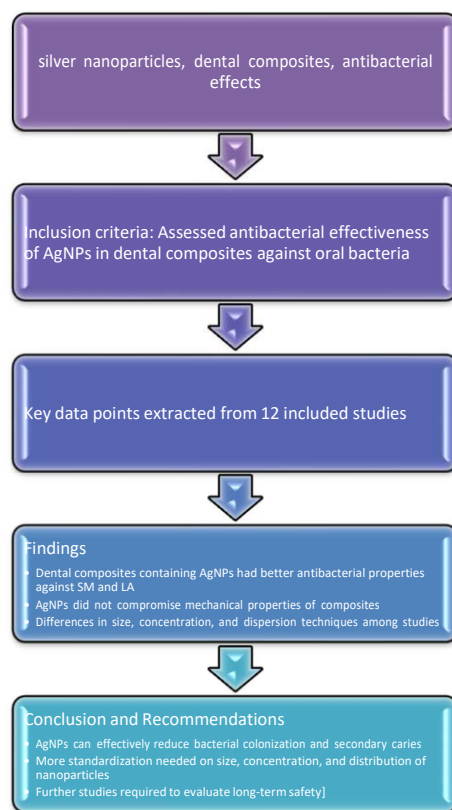 silver nanoparticles, dental composites, antibacterial
effects
Inclusion criteria: Assessed antibacterial effectiveness
of AgNPs in dental composites against oral bacteria
Key data points extracted from 12 included studies
Findings
• Dental composites containing AgNPs had better antibacterial properties
against SM and LA
• AgNPs did not compromise mechanical properties of composites
• Differences in size, concentration, and dispersion techniques among studies
Conclusion and Recommendations
• AgNPs can effectively reduce bacterial colonization and secondary caries
• More standardization needed on size, concentration, and distribution of
nanoparticles
• Further studies required to evaluate long-term safety]